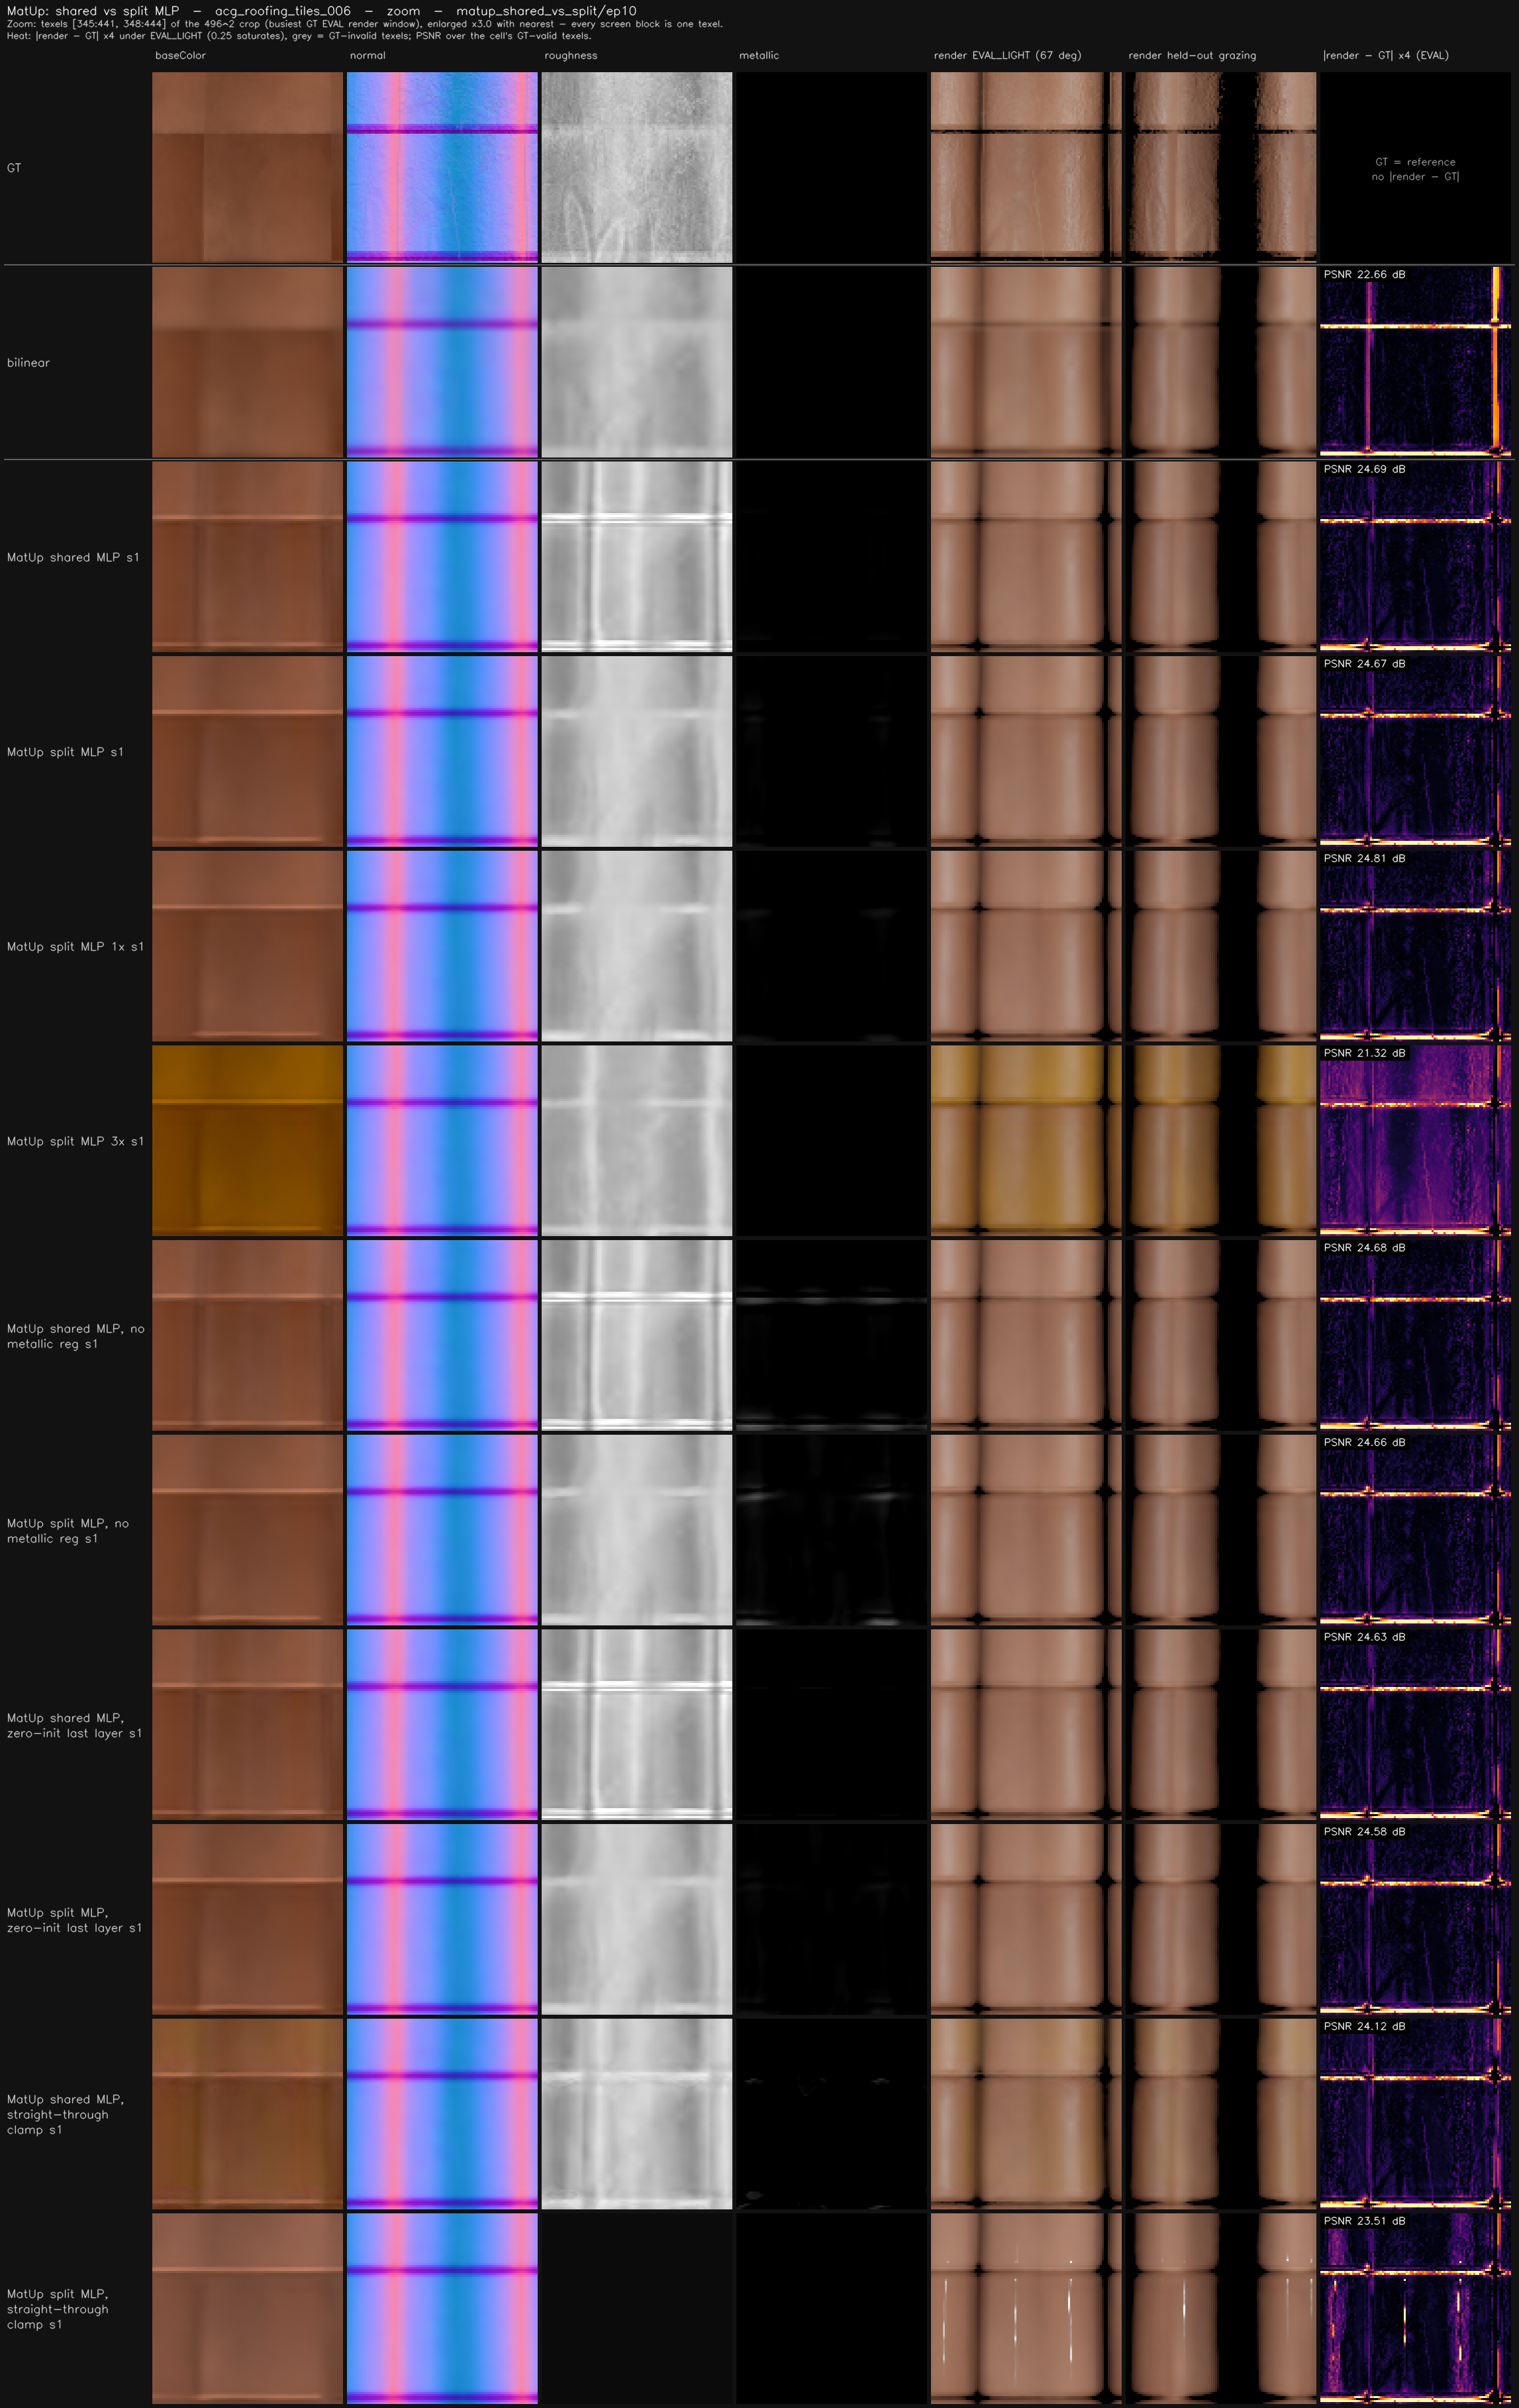 MatUp: shared vs split MLP — acg_roofing_tiles_006 — zoom — matup_shared_vs_split/ep10
Zoom: texels [345:441, 348:444] of the 496^2 crop (busiest GT EVAL render window), enlarged x3.0 with nearest — every screen block is one texel.
Heat: |render − GT| x4 under EVAL_LIGHT (0.25 saturates), grey = GT-invalid texels; PSNR over the cell's GT-valid texels.
baseColor normal roughness metallic render EVAL_LIGHT (67 deg) render held-out grazing |render − GT| x4 (EVAL)
GT
GT = reference
no |render − GT|
bilinear
PSNR 22.66 dB
MatUp shared MLP s1
PSNR 24.69 dB
MatUp split MLP s1
PSNR 24.67 dB
MatUp split MLP 1x s1
PSNR 24.81 dB
MatUp split MLP 3x s1
PSNR 21.32 dB
MatUp shared MLP, no
metallic reg s1
PSNR 24.68 dB
MatUp split MLP, no
metallic reg s1
PSNR 24.66 dB
MatUp shared MLP,
zero-init last layer s1
PSNR 24.63 dB
MatUp split MLP,
zero-init last layer s1
PSNR 24.58 dB
MatUp shared MLP,
straight-through
clamp s1
PSNR 24.12 dB
MatUp split MLP,
straight-through
clamp s1
PSNR 23.51 dB